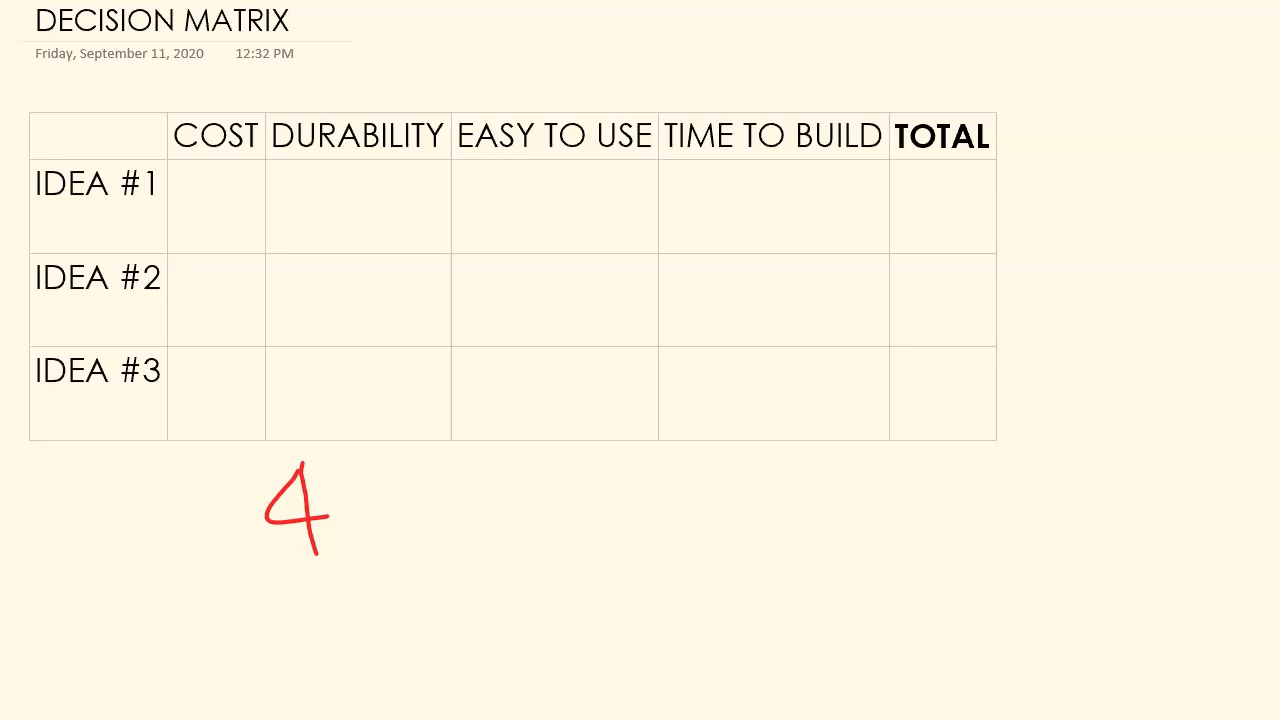 DECISION MATRIX
Friday, September 11, 2020 12:32 PM
COST DURABILITY EASY TO USE TIME TO BUILD TOTAL
IDEA #1
IDEA #2
IDEA #3
4